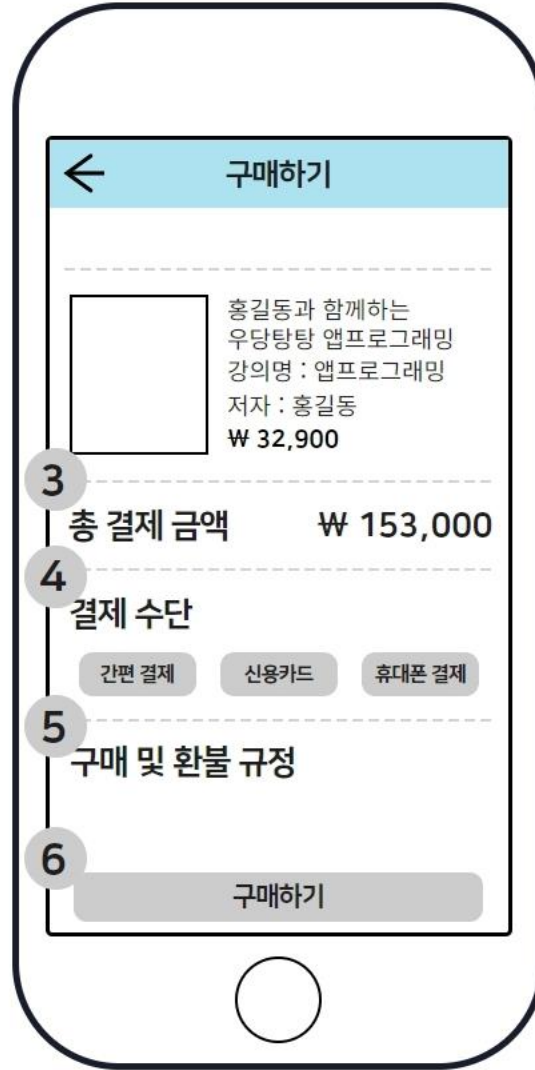 구매하기
홍길동과 함께하는
우당탕탕 앱프로그래밍
강의명 : 앱프로그래밍
저자 : 홍길동
₩ 32,900
3
총 결제 금액 ₩ 153,000
4
결제 수단
간편 결제 신용카드 휴대폰 결제
5
구매 및 환불 규정
6
구매하기